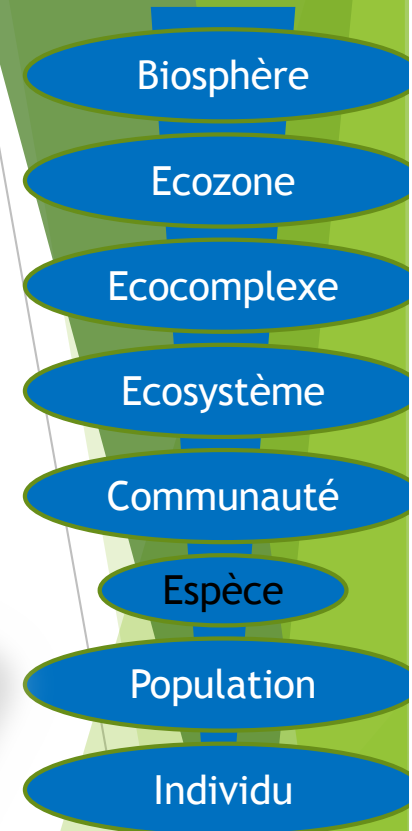 Biosphère
Ecozone
Ecocomplexe
Ecosystème
Communauté
Espèce
Population
Individu